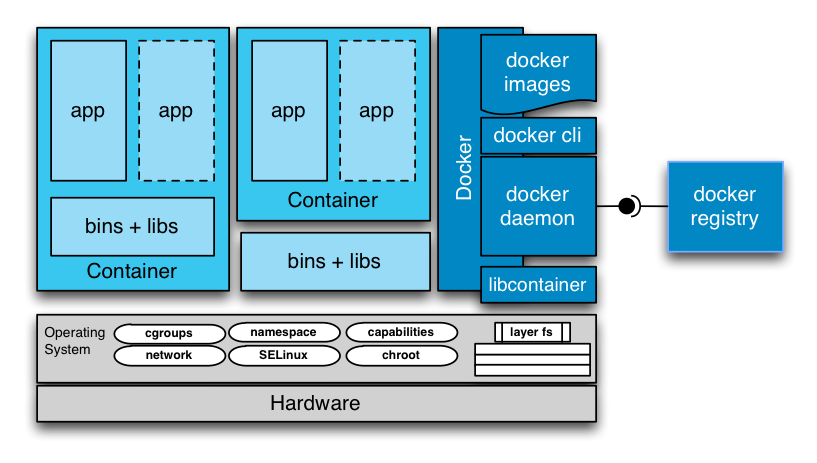 app
app
bins + libs
Container
app
app
Container
bins + libs
Docker
docker
images
docker cli
docker
daemon
libcontainer
docker
registry
Operating
System
cgroups
namespace
capabilities
network
SELinux
chroot
layer fs
Hardware